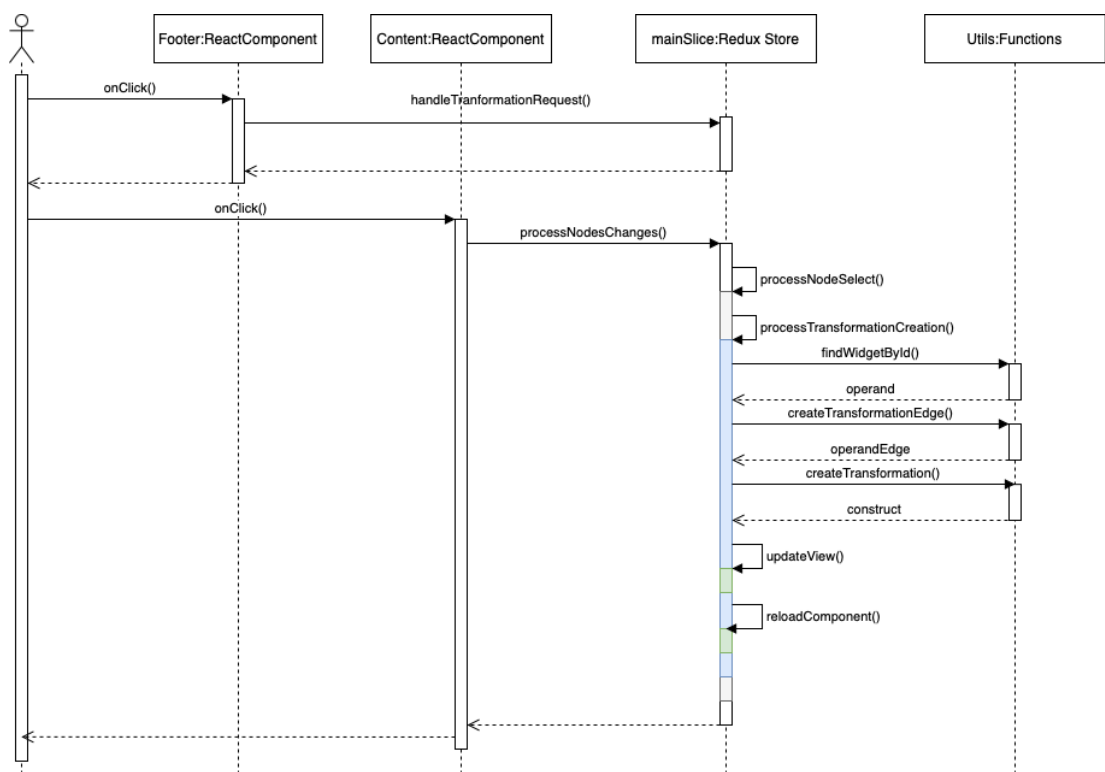 Footer:ReactComponent
Content:ReactComponent
mainSlice:Redux Store
Utils:Functions
onClick()
handleTranformationRequest()
onClick()
processNodesChanges()
processNodeSelect()
processTransformationCreation()
findWidgetById()
operand
createTransformationEdge()
operandEdge
createTransformation()
construct
updateView()
reloadComponent()